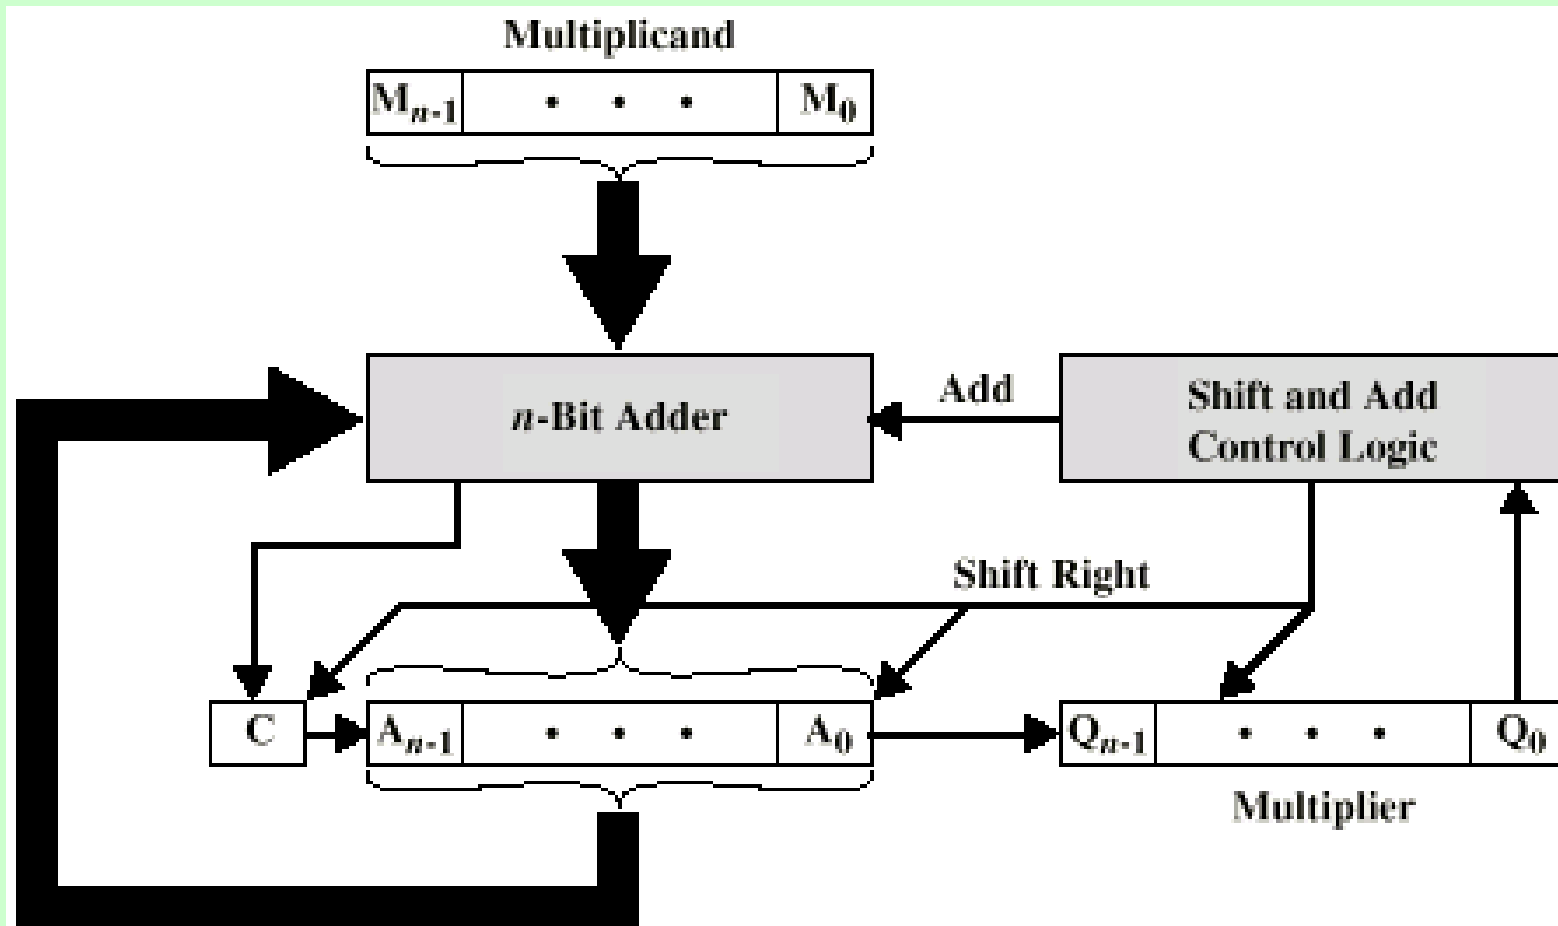 Multiplicand
Mn-1 • • • M0
n-Bit Adder
Add
Shift and Add
Control Logic
Shift Right
C
An-1 • • • A0
Qn-1 • • • Q0
Multiplier